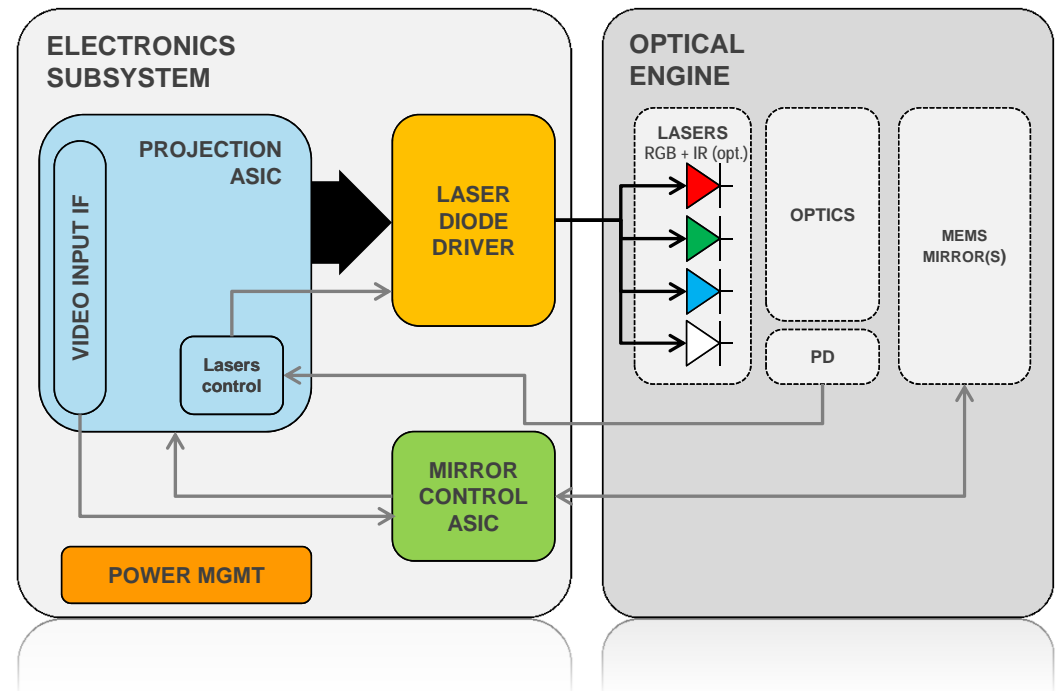 ELECTRONICS
SUBSYSTEM
PROJECTION
ASIC
VIDEO INPUT IF
Lasers
control
LASER
DIODE
DRIVER
MIRROR
CONTROL
ASIC
POWER MGMT
OPTICAL
ENGINE
LASERS
RGB + IR (opt.)
OPTICS
PD
MEMS
MIRROR(S)